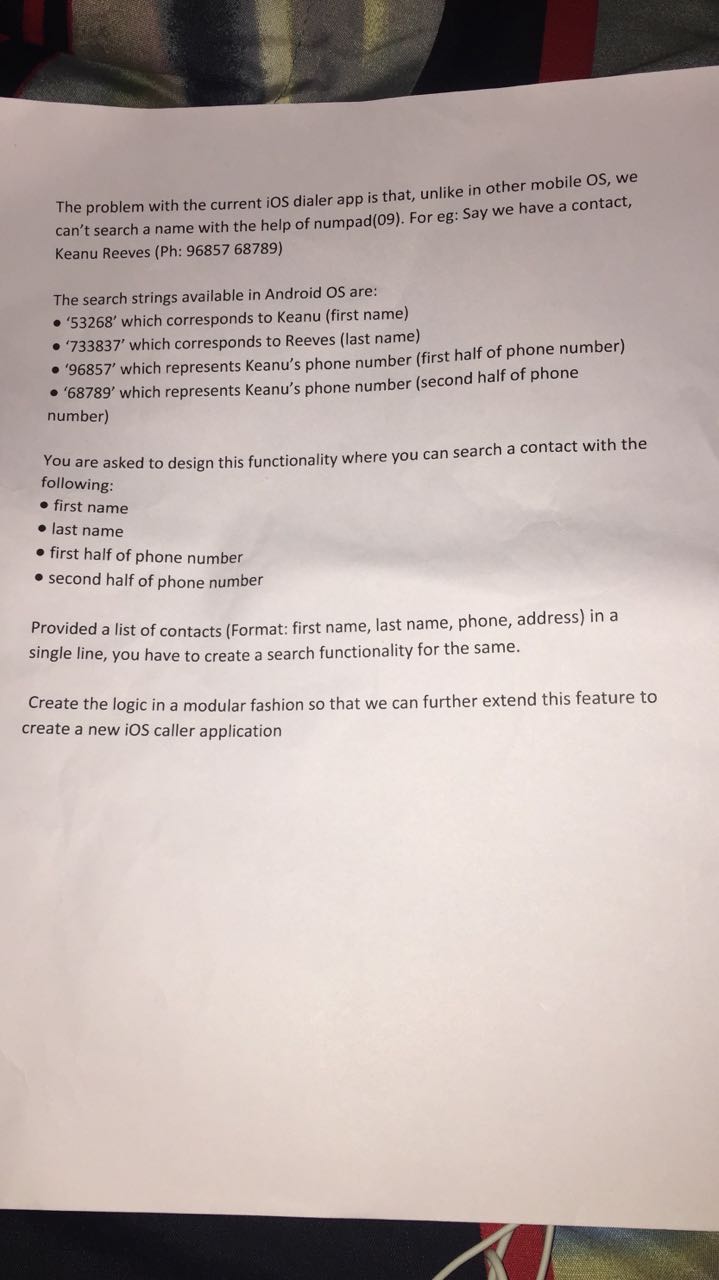 The problem with the current iOS dialer app is that, unlike in other mobile OS, we
can't search a name with the help of numpad(09). For eg: Say we have a contact,
Keanu Reeves (Ph: 96857 68789)
The search strings available in Android OS are:
• '53268' which corresponds to Keanu (first name)
• '733837' which corresponds to Reeves (last name)
• '96857' which represents Keanu's phone number (first half of phone number)
• '68789' which represents Keanu's phone number (second half of phone
number)
You are asked to design this functionality where you can search a contact with the
following:
• first name
• last name
• first half of phone number
• second half of phone number
Provided a list of contacts (Format: first name, last name, phone, address) in a
single line, you have to create a search functionality for the same.
Create the logic in a modular fashion so that we can further extend this feature to
create a new iOS caller application